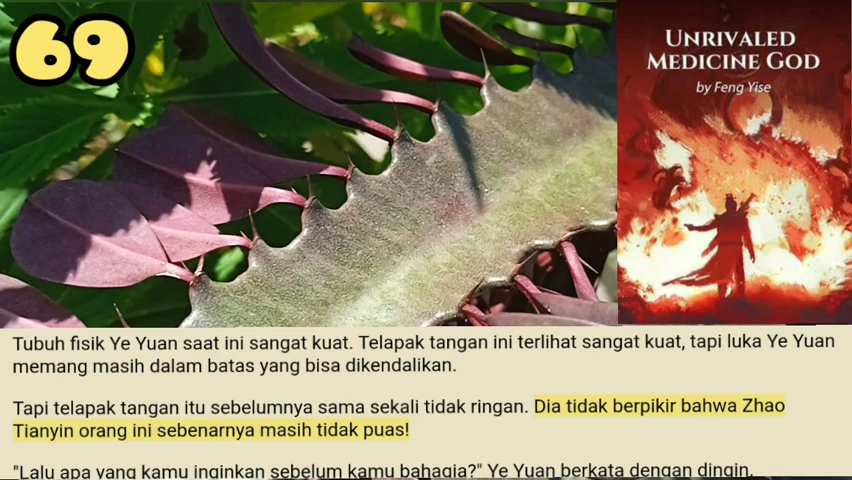 69
UNRIVALED
MEDICINE GOD
by Feng Yise
Tubuh fisik Ye Yuan saat ini sangat kuat. Telapak tangan ini terlihat sangat kuat, tapi luka Ye Yuan
memang masih dalam batas yang bisa dikendalikan.
Tapi telapak tangan itu sebelumnya sama sekali tidak ringan. Dia tidak berpikir bahwa Zhao
Tianyin orang ini sebenarnya masih tidak puas!
"Lalu apa yang kamu inginkan sebelum kamu bahagia?" Ye Yuan berkata dengan dingin.